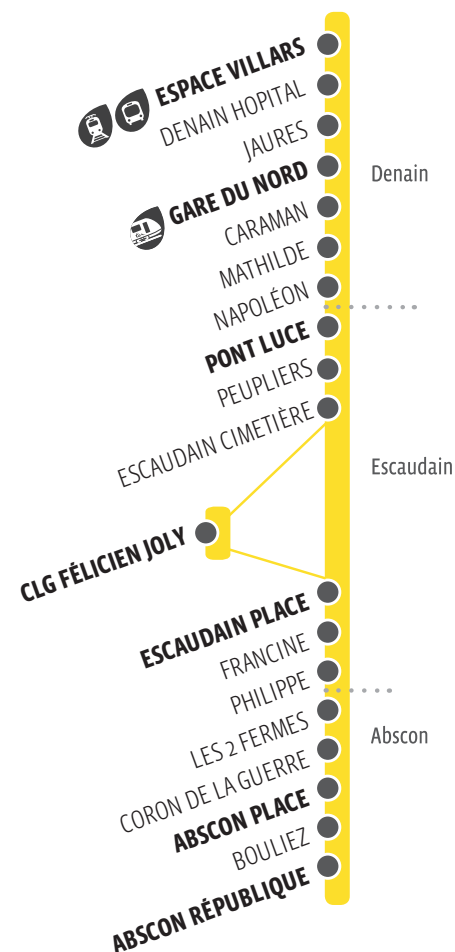 ESPACE VILLARS
DENAIN HOPITAL
JAURES
GARE DU NORD
Denain
CARAMAN
MATHILDE
NAPOLÉON
PONT LUCE
PEUPLIERS
ESCAUDAIN CIMETIÈRE
Escaudain
CLG FÉLICIEN JOLY
ESCAUDAIN PLACE
FRANCINE
PHILIPPE
LES 2 FERMES
Abscon
CORON DE LA GUERRE
ABSCON PLACE
BOULIEZ
ABSCON RÉPUBLIQUE